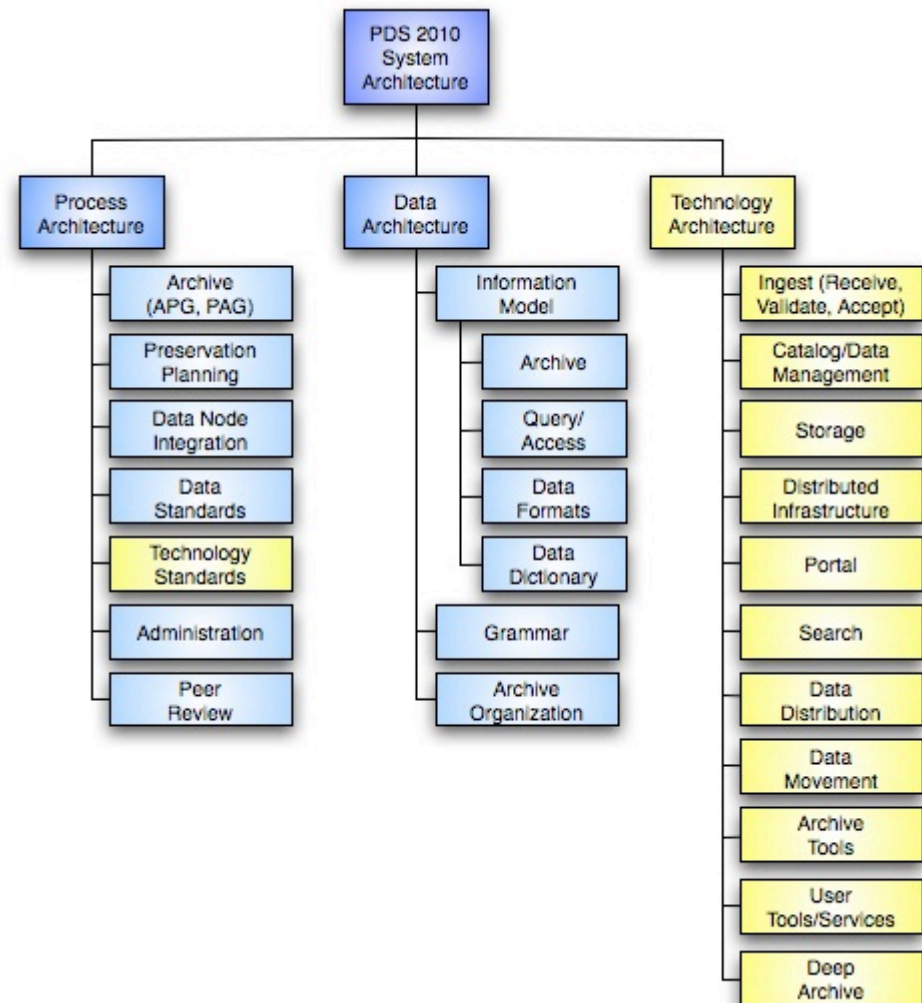 PDS 2010
System
Architecture
Process
Architecture
Data
Architecture
Technology
Architecture
Archive
(APG, PAG)
Preservation
Planning
Data Node
Integration
Data
Standards
Technology
Standards
Administration
Peer
Review
Information
Model
Archive
Query/
Access
Data
Formats
Data
Dictionary
Grammar
Archive
Organization
Ingest (Receive,
Validate, Accept)
Catalog/Data
Management
Storage
Distributed
Infrastructure
Portal
Search
Data
Distribution
Data
Movement
Archive
Tools
User
Tools/Services
Deep
Archive